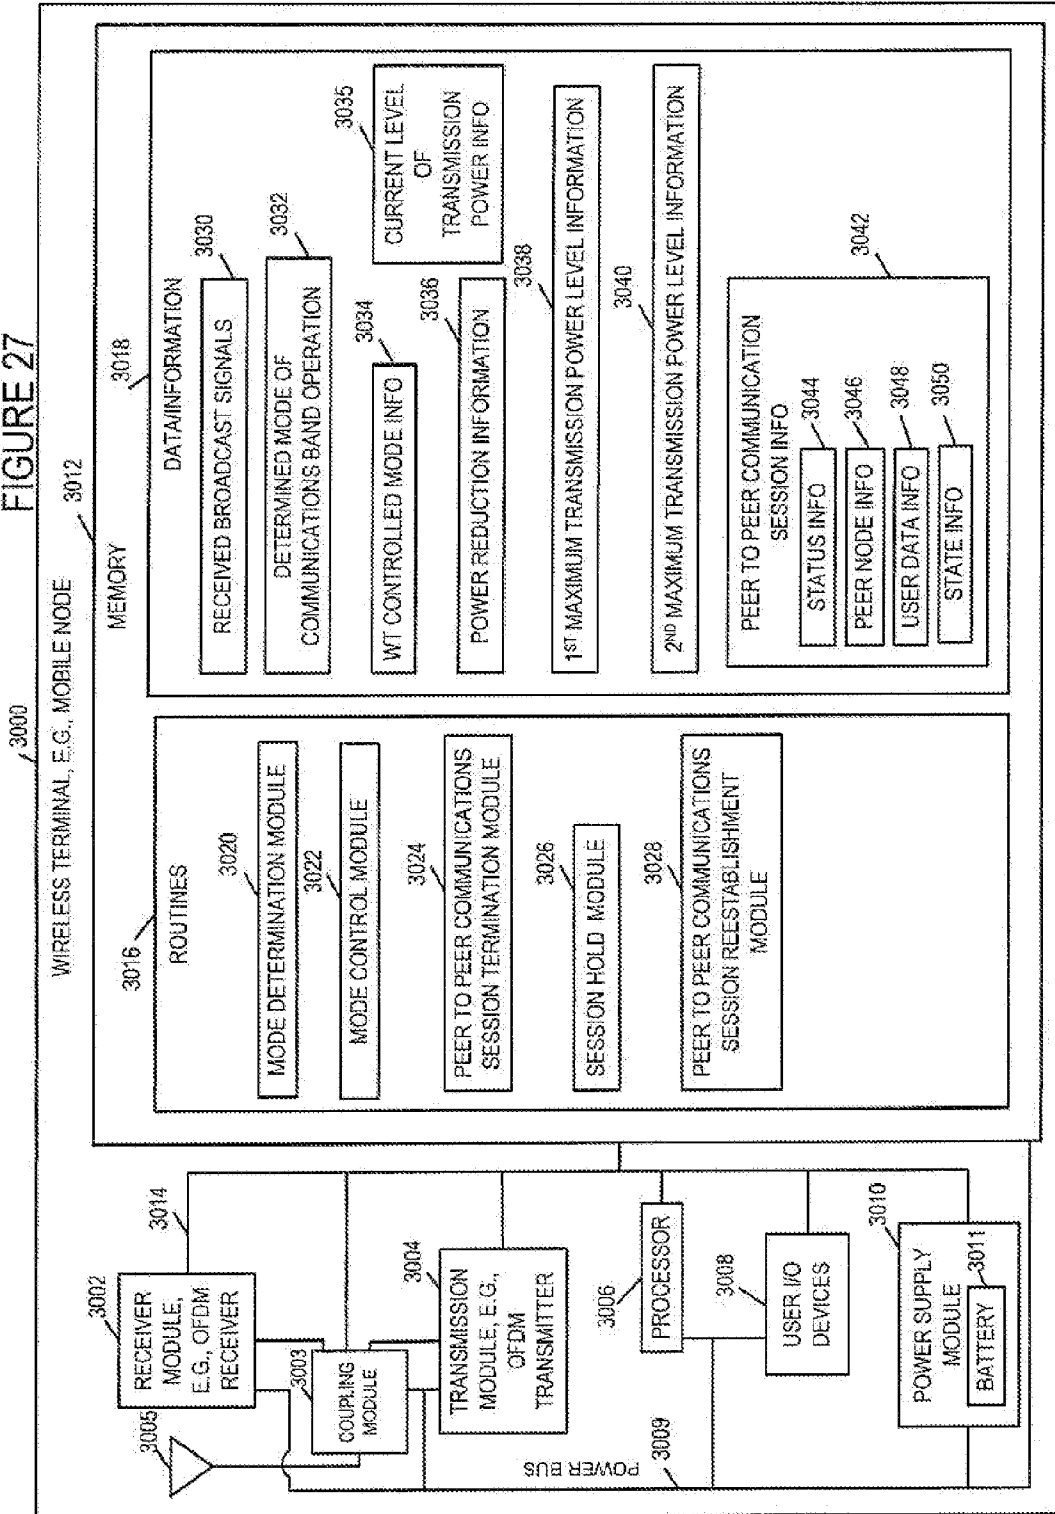 FIGURE 27
3000
WIRELESS TERMINAL, E.G., MOBILE NODE
3012
MEMORY
3002
RECEIVER
MODULE,
E.G., OFDM
RECEIVER
3014
3005
3003
COUPLING
MODULE
3004
TRANSMISSION
MODULE, E.G.,
OFDM
TRANSMITTER
POWER BUS
3009
3006
PROCESSOR
3008
USER I/O
DEVICES
3010
POWER SUPPLY
MODULE
3011
BATTERY
3016
ROUTINES
3020
MODE DETERMINATION MODULE
3022
MODE CONTROL MODULE
3024
PEER TO PEER COMMUNICATIONS
SESSION TERMINATION MODULE
3026
SESSION HOLD MODULE
3028
PEER TO PEER COMMUNICATIONS
SESSION REESTABLISHMENT
MODULE
3018
DATA/INFORMATION
3030
RECEIVED BROADCAST SIGNALS
3032
DETERMINED MODE OF
COMMUNICATIONS BAND OPERATION
3034
WT CONTROLLED MODE INFO
3035
CURRENT LEVEL
OF
TRANSMISSION
POWER INFO
3036
POWER REDUCTION INFORMATION
3038
1ST MAXIMUM TRANSMISSION POWER LEVEL INFORMATION
3040
2ND MAXIMUM TRANSMISSION POWER LEVEL INFORMATION
3042
PEER TO PEER COMMUNICATION
SESSION INFO
3044
STATUS INFO
3046
PEER NODE INFO
3048
USER DATA INFO
3050
STATE INFO